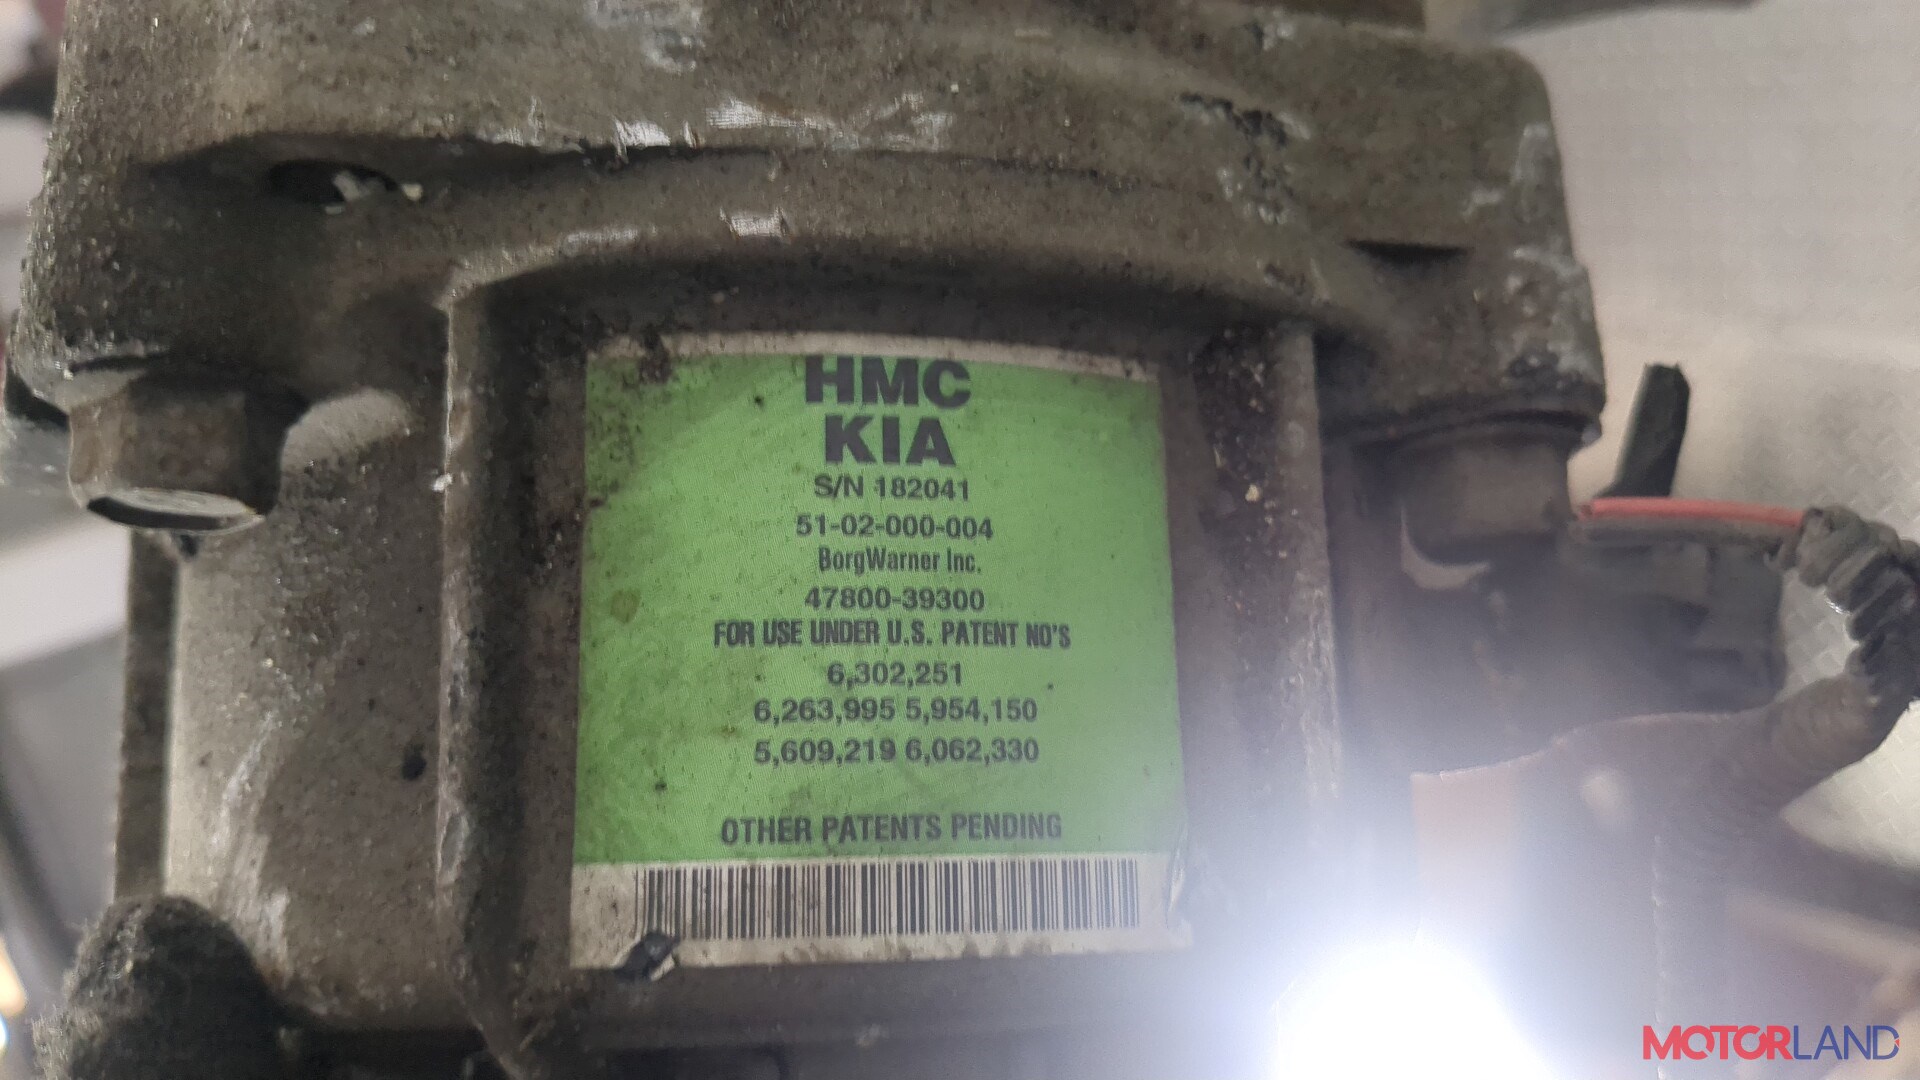 HMC
KIA
S/N 182041
51-02-000-004
BorgWarner Inc.
47800-39300
FOR USE UNDER U.S. PATENT NO'S
6,302,251
6,263,995 5,954,150
5,609,219 6,062,330
OTHER PATENTS PENDING
MOTORLAND